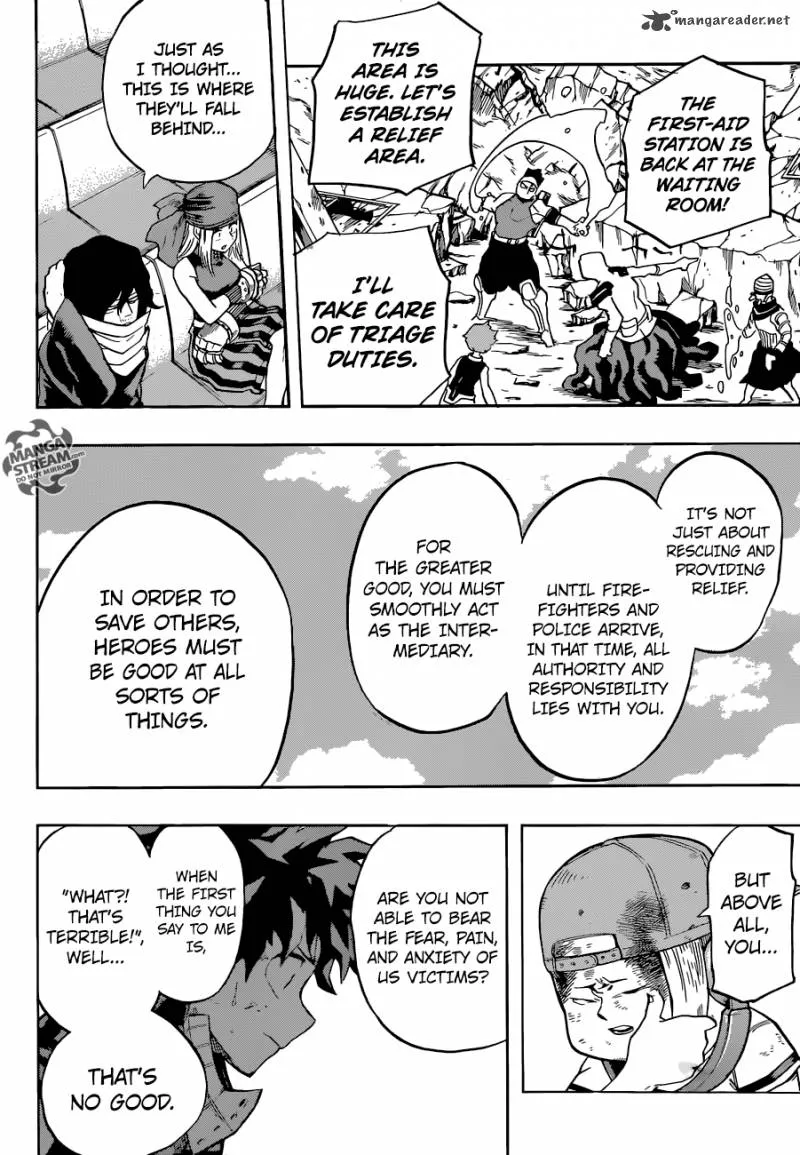 mangareader.net
THE
FIRST-AID
STATION IS
BACK AT THE
WAITING
ROOM!
THIS
AREA IS
HUGE. LET'S
ESTABLISH
A RELIEF
AREA.
I'LL
TAKE CARE
OF TRIAGE
DUTIES.
JUST AS
I THOUGHT...
THIS IS WHERE
THEY'LL FALL
BEHIND...
MANGA
STREAM.com
DO NOT MIRROR
IT'S NOT
JUST ABOUT
RESCUING AND
PROVIDING
RELIEF.
UNTIL FIRE-
FIGHTERS AND
POLICE ARRIVE,
IN THAT TIME, ALL
AUTHORITY AND
RESPONSIBILITY
LIES WITH YOU.
FOR
THE GREATER
GOOD, YOU MUST
SMOOTHLY ACT
AS THE INTER-
MEDIARY.
IN ORDER TO
SAVE OTHERS,
HEROES MUST
BE GOOD AT ALL
SORTS OF
THINGS.
BUT
ABOVE
ALL,
YOU...
ARE YOU NOT
ABLE TO BEAR
THE FEAR, PAIN,
AND ANXIETY OF
US VICTIMS?
WHEN
THE FIRST
THING YOU
SAY TO ME
IS,
"WHAT?!
THAT'S
TERRIBLE!",
WELL...
THAT'S
NO GOOD.